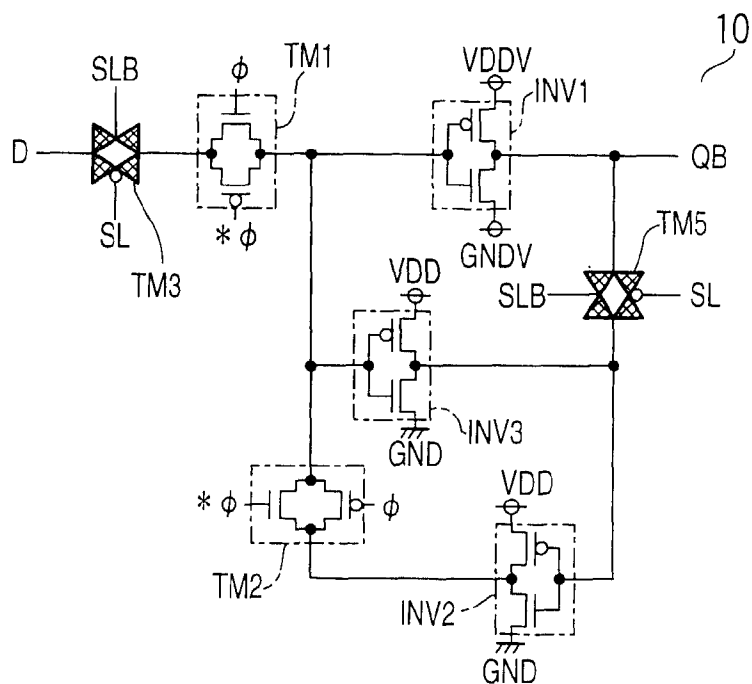 10
TM1
SLB
φ
VDDV
INV1
D
QB
SL
*φ
GNDV
TM5
TM3
VDD
SLB
SL
INV3
GND
VDD
*φ
φ
TM2
INV2
GND